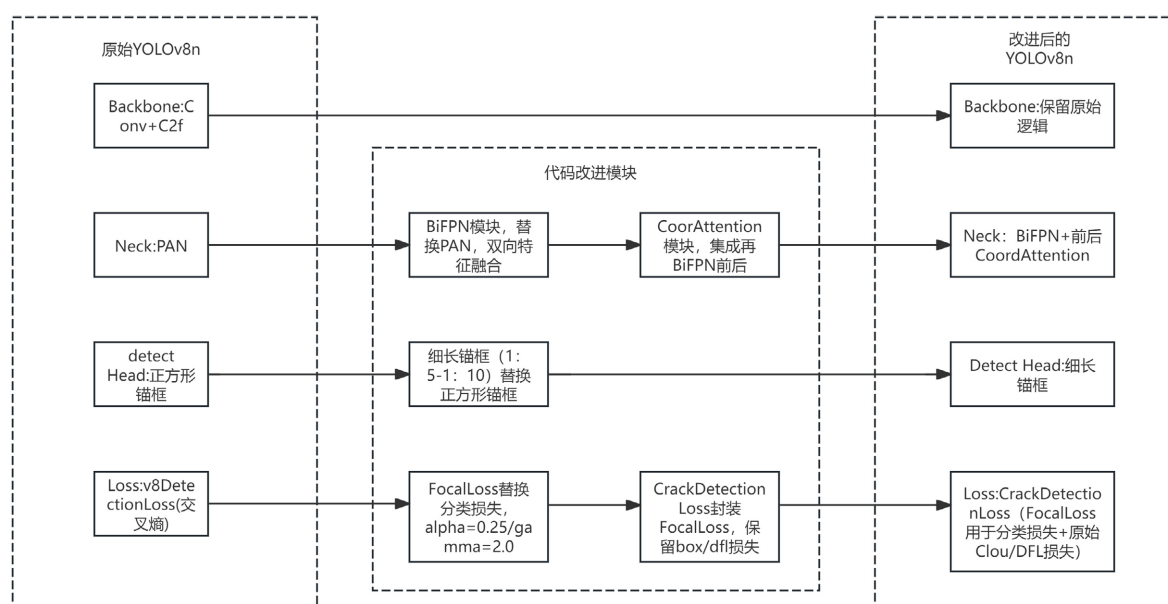 原始YOLOv8n
改进后的
YOLOv8n
Backbone:C
onv+C2f
Backbone:保留原始
逻辑
代码改进模块
Neck:PAN
BiFPN模块，替
换PAN，双向特
征融合
CoorAttention
模块，集成再
BiFPN前后
Neck：BiFPN+前后
CoordAttention
detect
Head:正方形
锚框
细长锚框（1：
5-1：10）替换
正方形锚框
Detect Head:细长
锚框
Loss:v8Dete
ctionLoss(交
叉熵)
FocalLoss替换
分类损失，
alpha=0.25/ga
mma=2.0
CrackDetection
Loss封装
FocalLoss，保
留box/dfl损失
Loss:CrackDetectio
nLoss（FocalLoss
用于分类损失+原始
Clou/DFL损失）